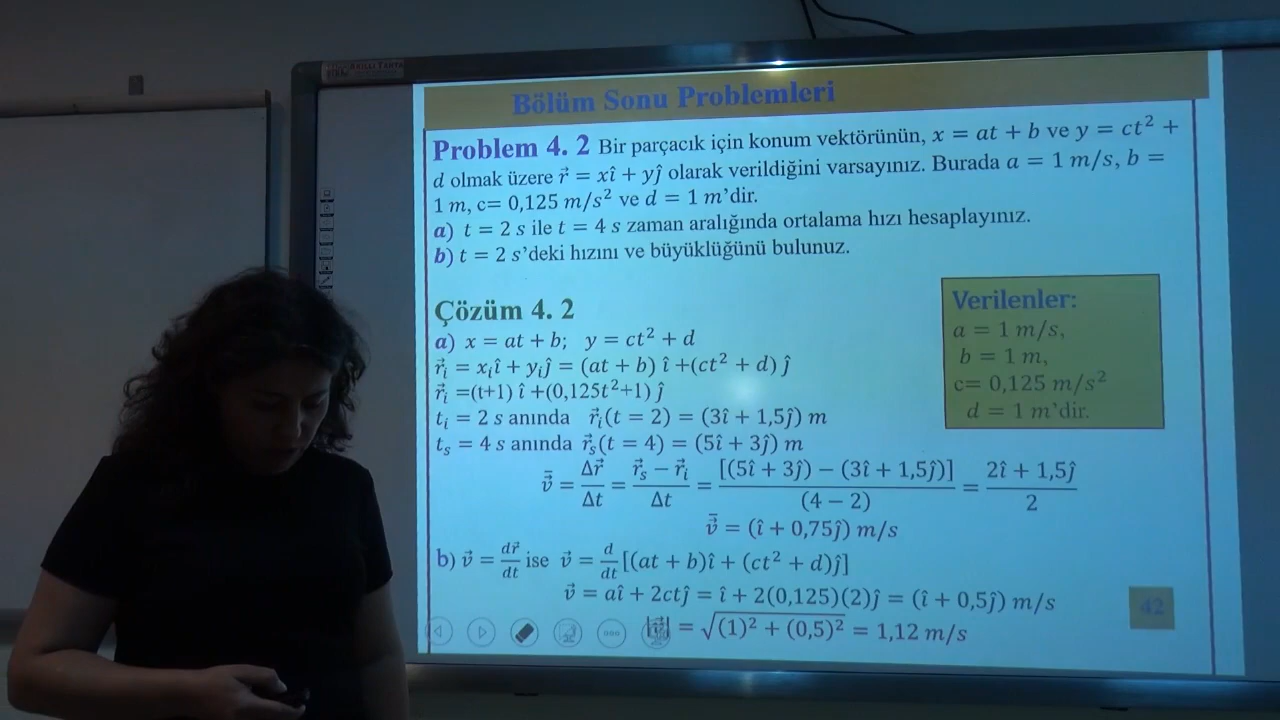 AKILLI TAHTA
Bölüm Sonu Problemleri
Problem 4. 2 Bir parçacık için konum vektörünün, x = at + b ve y = ct² +
d olmak üzere r⃗ = xî + yĵ olarak verildiğini varsayınız. Burada a = 1 m/s, b =
1 m, c= 0,125 m/s² ve d = 1 m’dir.
a) t = 2 s ile t = 4 s zaman aralığında ortalama hızı hesaplayınız.
b) t = 2 s’deki hızını ve büyüklüğünü bulunuz.
Çözüm 4. 2
a) x = at + b; y = ct² + d
r⃗ᵢ = xᵢî + yᵢĵ = (at + b) î +(ct² + d) ĵ
r⃗ᵢ =(t+1) î +(0,125t²+1) ĵ
tᵢ = 2 s anında r⃗ᵢ(t = 2) = (3î + 1,5ĵ) m
tₛ = 4 s anında r⃗ₛ(t = 4) = (5î + 3ĵ) m
v⃗̄ = Δr⃗/Δt = (r⃗ₛ − r⃗ᵢ)/Δt = [(5î + 3ĵ) − (3î + 1,5ĵ)]/(4 − 2) = (2î + 1,5ĵ)/2
v⃗̄ = (î + 0,75ĵ) m/s
b) v⃗ = dr⃗/dt ise v⃗ = d/dt [(at + b)î + (ct² + d)ĵ]
v⃗ = aî + 2ctĵ = î + 2(0,125)(2)ĵ = (î + 0,5ĵ) m/s
|v⃗| = √((1)² + (0,5)²) = 1,12 m/s
Verilenler:
a = 1 m/s,
b = 1 m,
c= 0,125 m/s²
d = 1 m’dir.
42